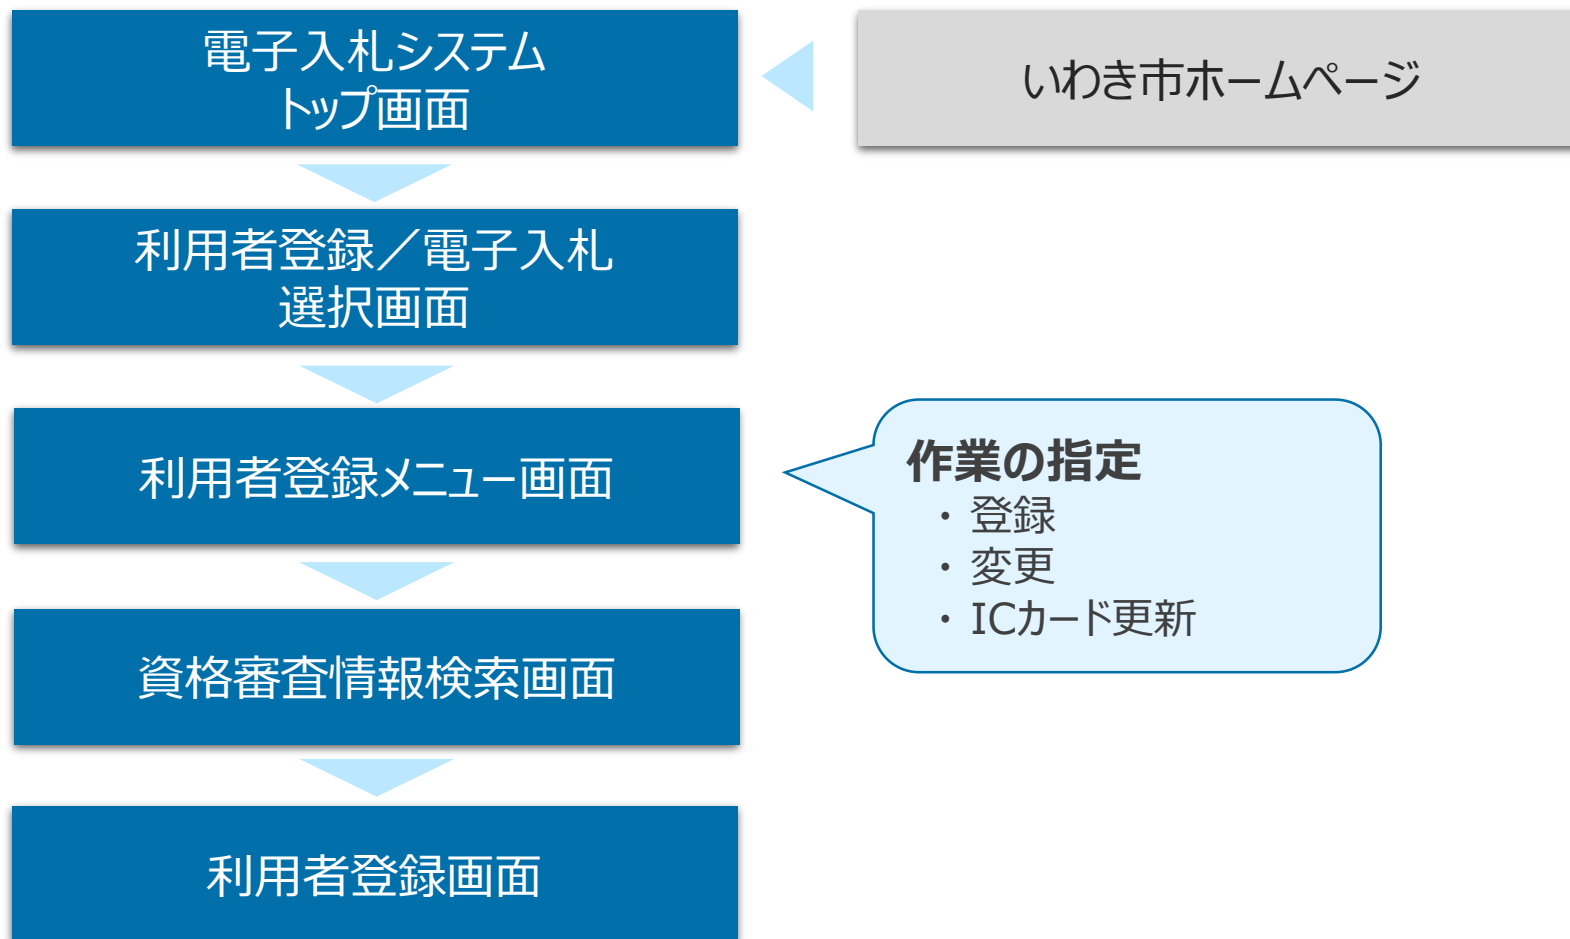 電子入札システム
トップ画面
いわき市ホームページ
利用者登録／電子入札
選択画面
利用者登録メニュー画面
作業の指定
・ 登録
・ 変更
・ ICカード更新
資格審査情報検索画面
利用者登録画面